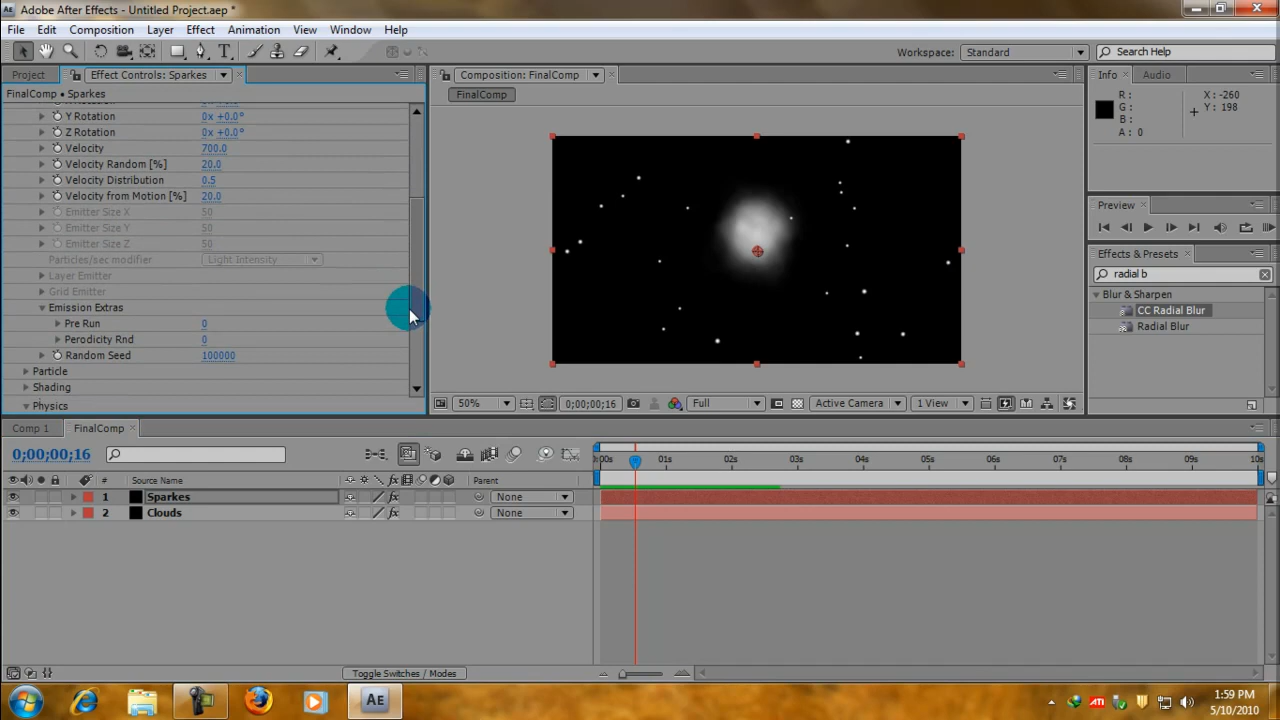 Adobe After Effects - Untitled Project.aep *
File Edit Composition Layer Effect Animation View Window Help
Workspace: Standard Search Help
Project Effect Controls: Sparkes Composition: FinalComp Info Audio
FinalComp • Sparkes FinalComp
R: X: -260
G: Y: 198
B:
A: 0
Y Rotation 0x +0.0°
Z Rotation 0x +0.0°
Velocity 700.0
Velocity Random [%] 20.0
Velocity Distribution 0.5
Velocity from Motion [%] 20.0
Emitter Size X 50
Emitter Size Y 50
Emitter Size Z 50
Particles/sec modifier Light Intensity
Layer Emitter
Grid Emitter
Emission Extras
Pre Run 0
Perodicity Rnd 0
Random Seed 100000
Particle
Shading
Physics
Preview
Effects & Presets
radial b
Blur & Sharpen
CC Radial Blur
Radial Blur
50% 0;00;00;16 Full Active Camera 1 View
Comp 1 FinalComp
0;00;00;16
0:00s 01s 02s 03s 04s 05s 06s 07s 08s 09s 10s
# Source Name Parent
1 Sparkes None
2 Clouds None
Toggle Switches / Modes
AE
1:59 PM
5/10/2010